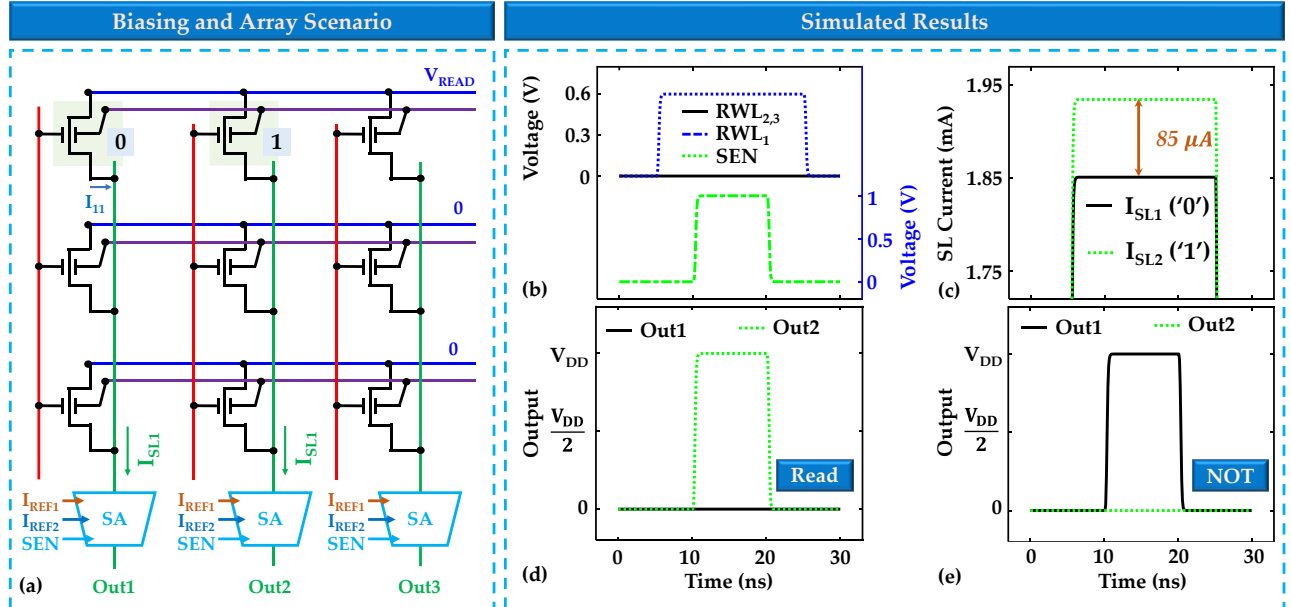 Biasing and Array Scenario
Simulated Results
V_READ
0
1
I_11
0
0
I_SL1
I_SL1
I_REF1
I_REF2
SEN
SA
I_REF1
I_REF2
SEN
SA
I_REF1
I_REF2
SEN
SA
(a)
Out1
Out2
Out3
Voltage (V)
0.6
0.3
0
RWL_2,3
RWL_1
SEN
1
0.5
0
Voltage (V)
(b)
SL Current (mA)
1.95
1.85
1.75
85 μA
I_SL1 ('0')
I_SL2 ('1')
(c)
Out1
Out2
Output
V_DD
V_DD
2
0
Read
0
10
20
30
(d)
Time (ns)
Out1
Out2
Output
V_DD
V_DD
2
0
NOT
0
10
20
30
Time (ns)
(e)